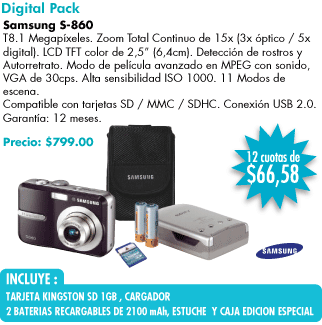 Digital Pack
Samsung S-860
T8.1 Megapíxeles. Zoom Total Continuo de 15x (3x óptico / 5x
digital). LCD TFT color de 2,5” (6,4cm). Detección de rostros y
Autorretrato. Modo de película avanzado en MPEG con sonido,
VGA de 30cps. Alta sensibilidad ISO 1000. 11 Modos de
escena.
Compatible con tarjetas SD / MMC / SDHC. Conexión USB 2.0.
Garantía: 12 meses.
Precio: $799.00
12 cuotas de
$66,58
SAMSUNG
SAMSUNG
SAMSUNG
INCLUYE :
TARJETA KINGSTON SD 1GB , CARGADOR
2 BATERIAS RECARGABLES DE 2100 mAh, ESTUCHE Y CAJA EDICION ESPECIAL